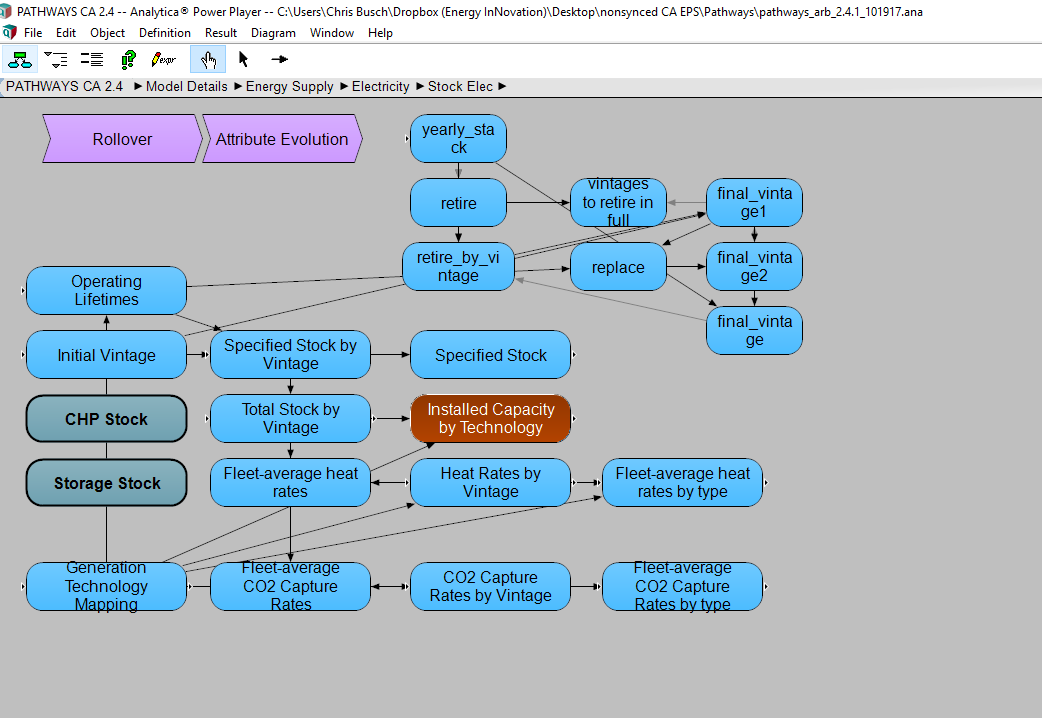 PATHWAYS CA 2.4 -- Analytica® Power Player -- C:\Users\Chris Busch\Dropbox (Energy InNovation)\Desktop\nonsynced CA EPS\Pathways\pathways_arb_2.4.1_101917.ana
File Edit Object Definition Result Diagram Window Help
expr
PATHWAYS CA 2.4 ▶ Model Details ▶ Energy Supply ▶ Electricity ▶ Stock Elec ▶
Rollover
Attribute Evolution
yearly_sta
ck
retire
vintages
to retire in
full
final_vinta
ge1
retire_by_vi
ntage
replace
final_vinta
ge2
Operating
Lifetimes
final_vinta
ge
Initial Vintage
Specified Stock by
Vintage
Specified Stock
CHP Stock
Total Stock by
Vintage
Installed Capacity
by Technology
Storage Stock
Fleet-average heat
rates
Heat Rates by
Vintage
Fleet-average heat
rates by type
Generation
Technology
Mapping
Fleet-average
CO2 Capture
Rates
CO2 Capture
Rates by Vintage
Fleet-average
CO2 Capture
Rates by type